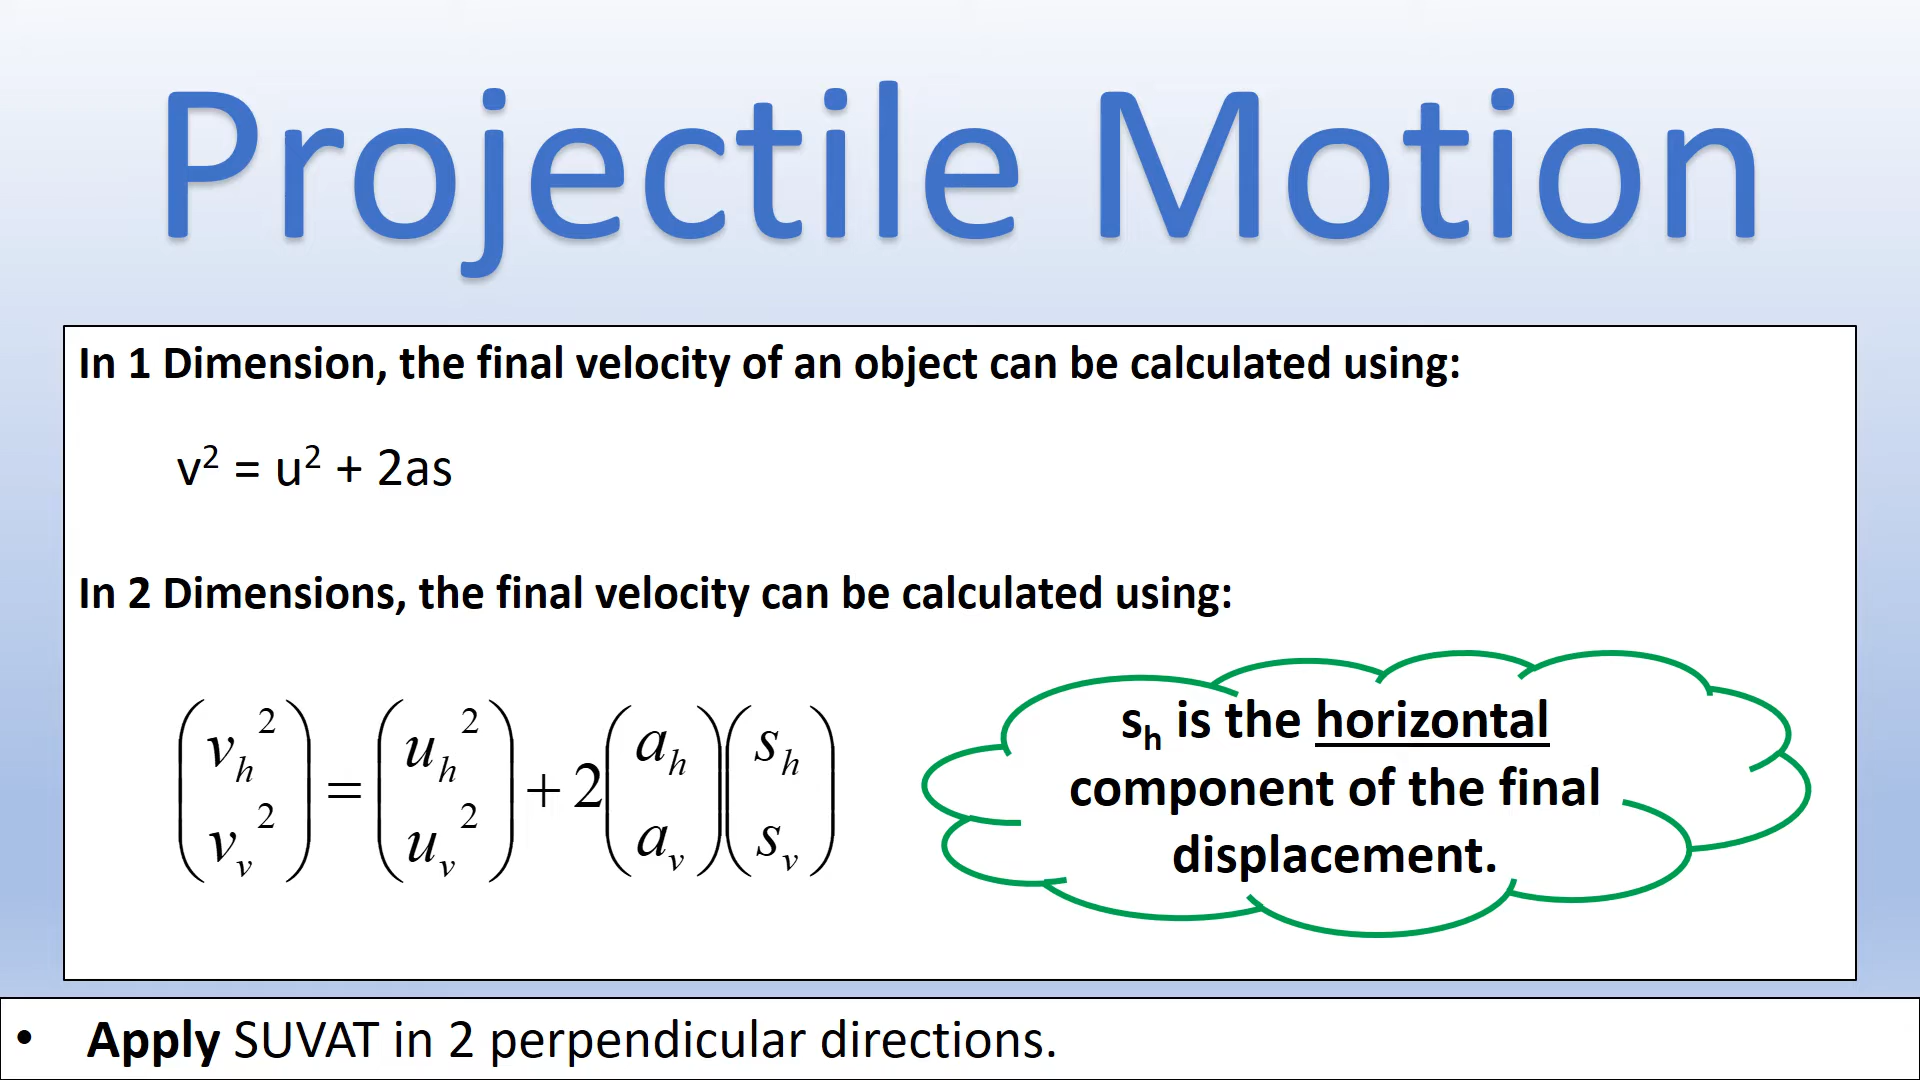 Projectile Motion
In 1 Dimension, the final velocity of an object can be calculated using:
v² = u² + 2as
In 2 Dimensions, the final velocity can be calculated using:
(v_h² / v_v²) = (u_h² / u_v²) + 2(a_h / a_v)(s_h / s_v)
s_h is the horizontal
component of the final
displacement.
• Apply SUVAT in 2 perpendicular directions.